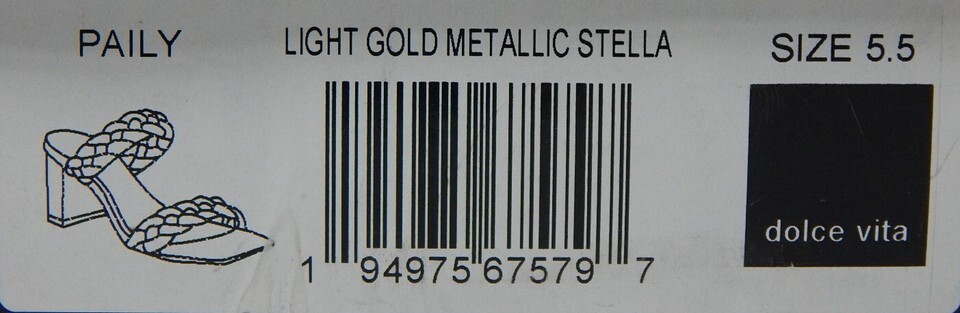 PAILY
LIGHT GOLD METALLIC STELLA
SIZE 5.5
1 94975 67579 7
dolce vita